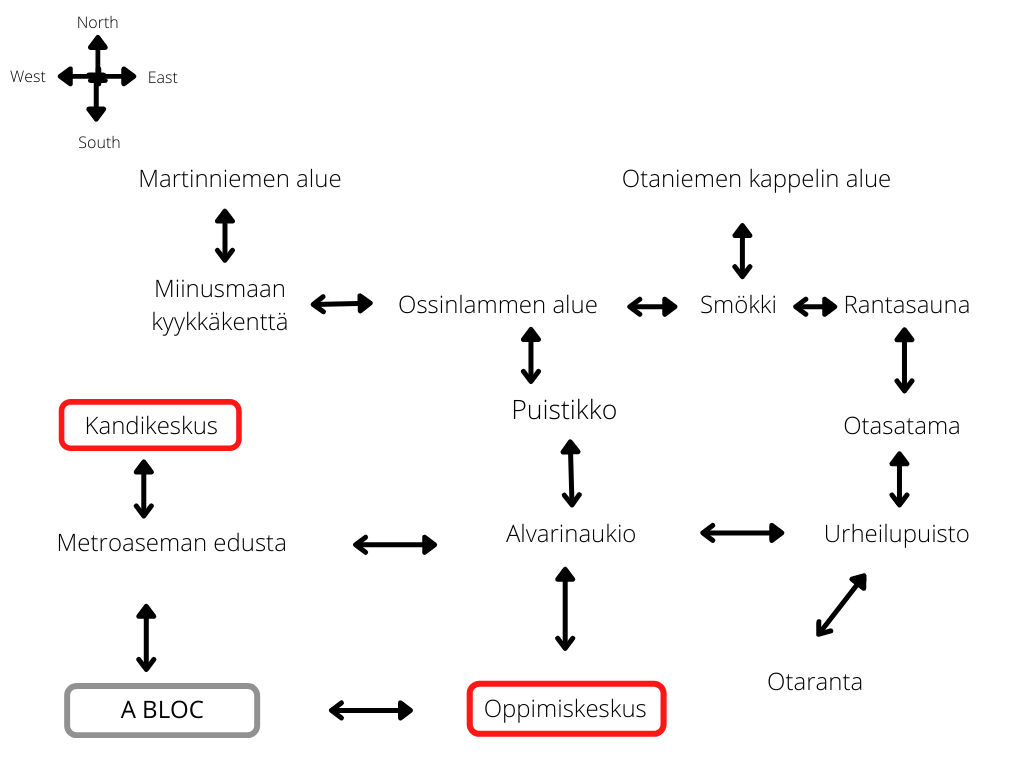 North
West
East
South
Martinniemen alue
Otaniemen kappelin alue
Miinusmaan
kyykkäkenttä
Ossinlammen alue
Smökki
Rantasauna
Puistikko
Kandikeskus
Otasatama
Metroaseman edusta
Alvarinaukio
Urheilupuisto
Otaranta
A BLOC
Oppimiskeskus